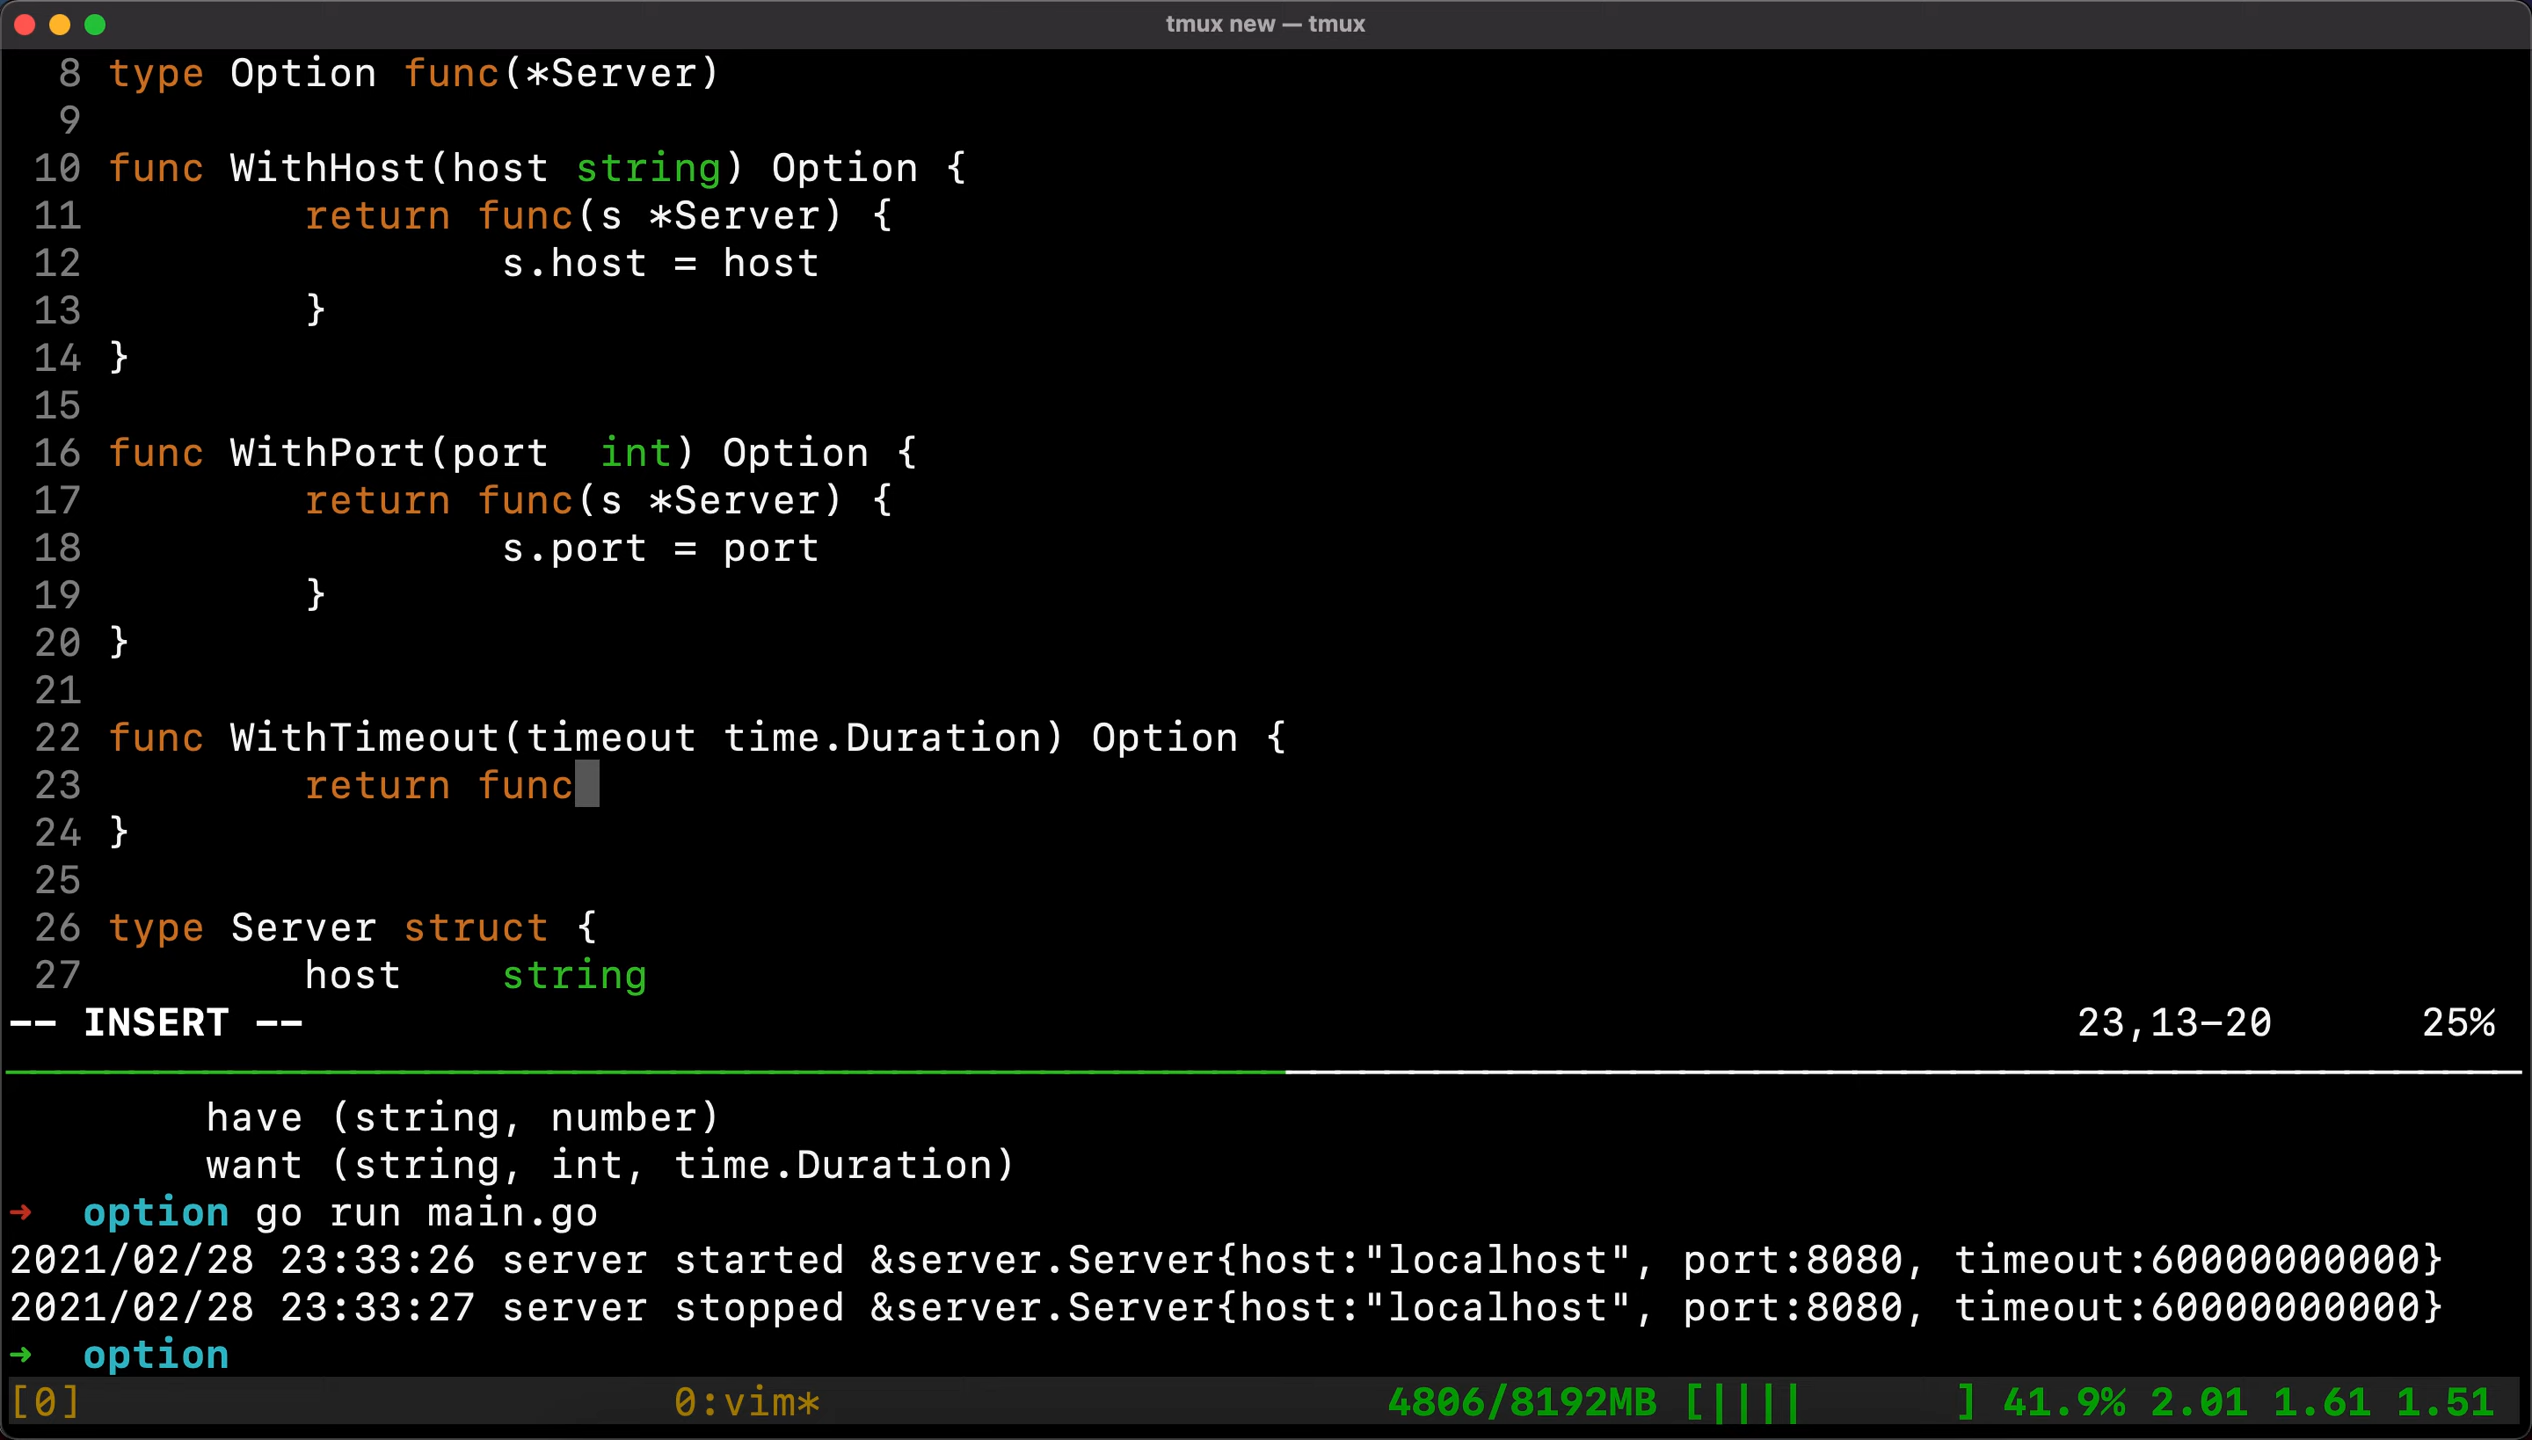 tmux new — tmux
8 type Option func(*Server)
9
10 func WithHost(host string) Option {
11         return func(s *Server) {
12                 s.host = host
13         }
14 }
15
16 func WithPort(port  int) Option {
17         return func(s *Server) {
18                 s.port = port
19         }
20 }
21
22 func WithTimeout(timeout time.Duration) Option {
23         return func
24 }
25
26 type Server struct {
27         host    string
-- INSERT --                    23,13-20      25%
        have (string, number)
        want (string, int, time.Duration)
➜  option go run main.go
2021/02/28 23:33:26 server started &server.Server{host:"localhost", port:8080, timeout:60000000000}
2021/02/28 23:33:27 server stopped &server.Server{host:"localhost", port:8080, timeout:60000000000}
➜  option
[0]                        0:vim*                       4806/8192MB [||||      ] 41.9% 2.01 1.61 1.51